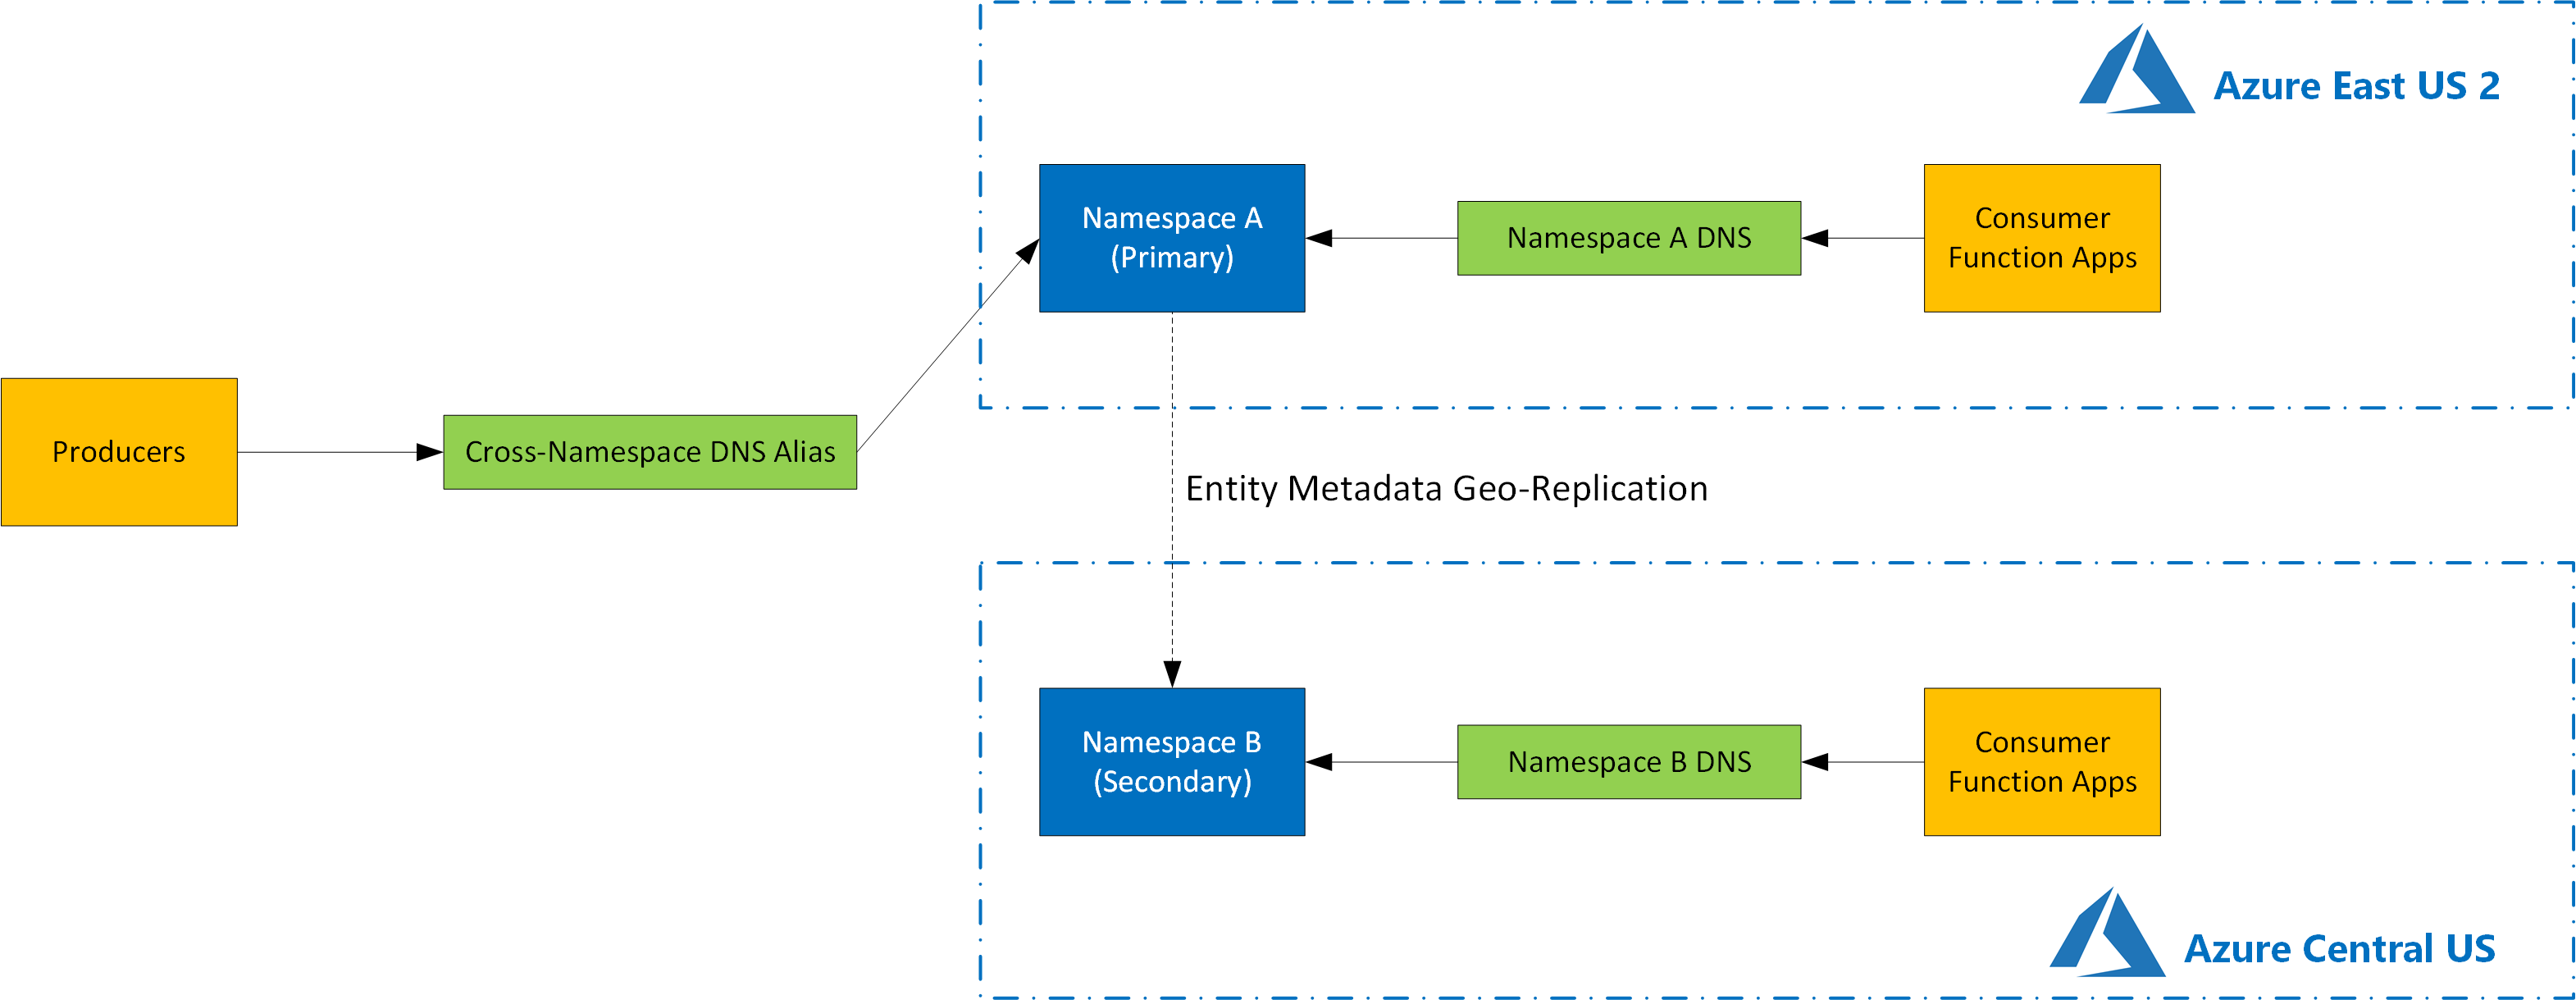 Azure East US 2
Namespace A
(Primary)
Namespace A DNS
Consumer
Function Apps
Producers
Cross-Namespace DNS Alias
Entity Metadata Geo-Replication
Namespace B
(Secondary)
Namespace B DNS
Consumer
Function Apps
Azure Central US